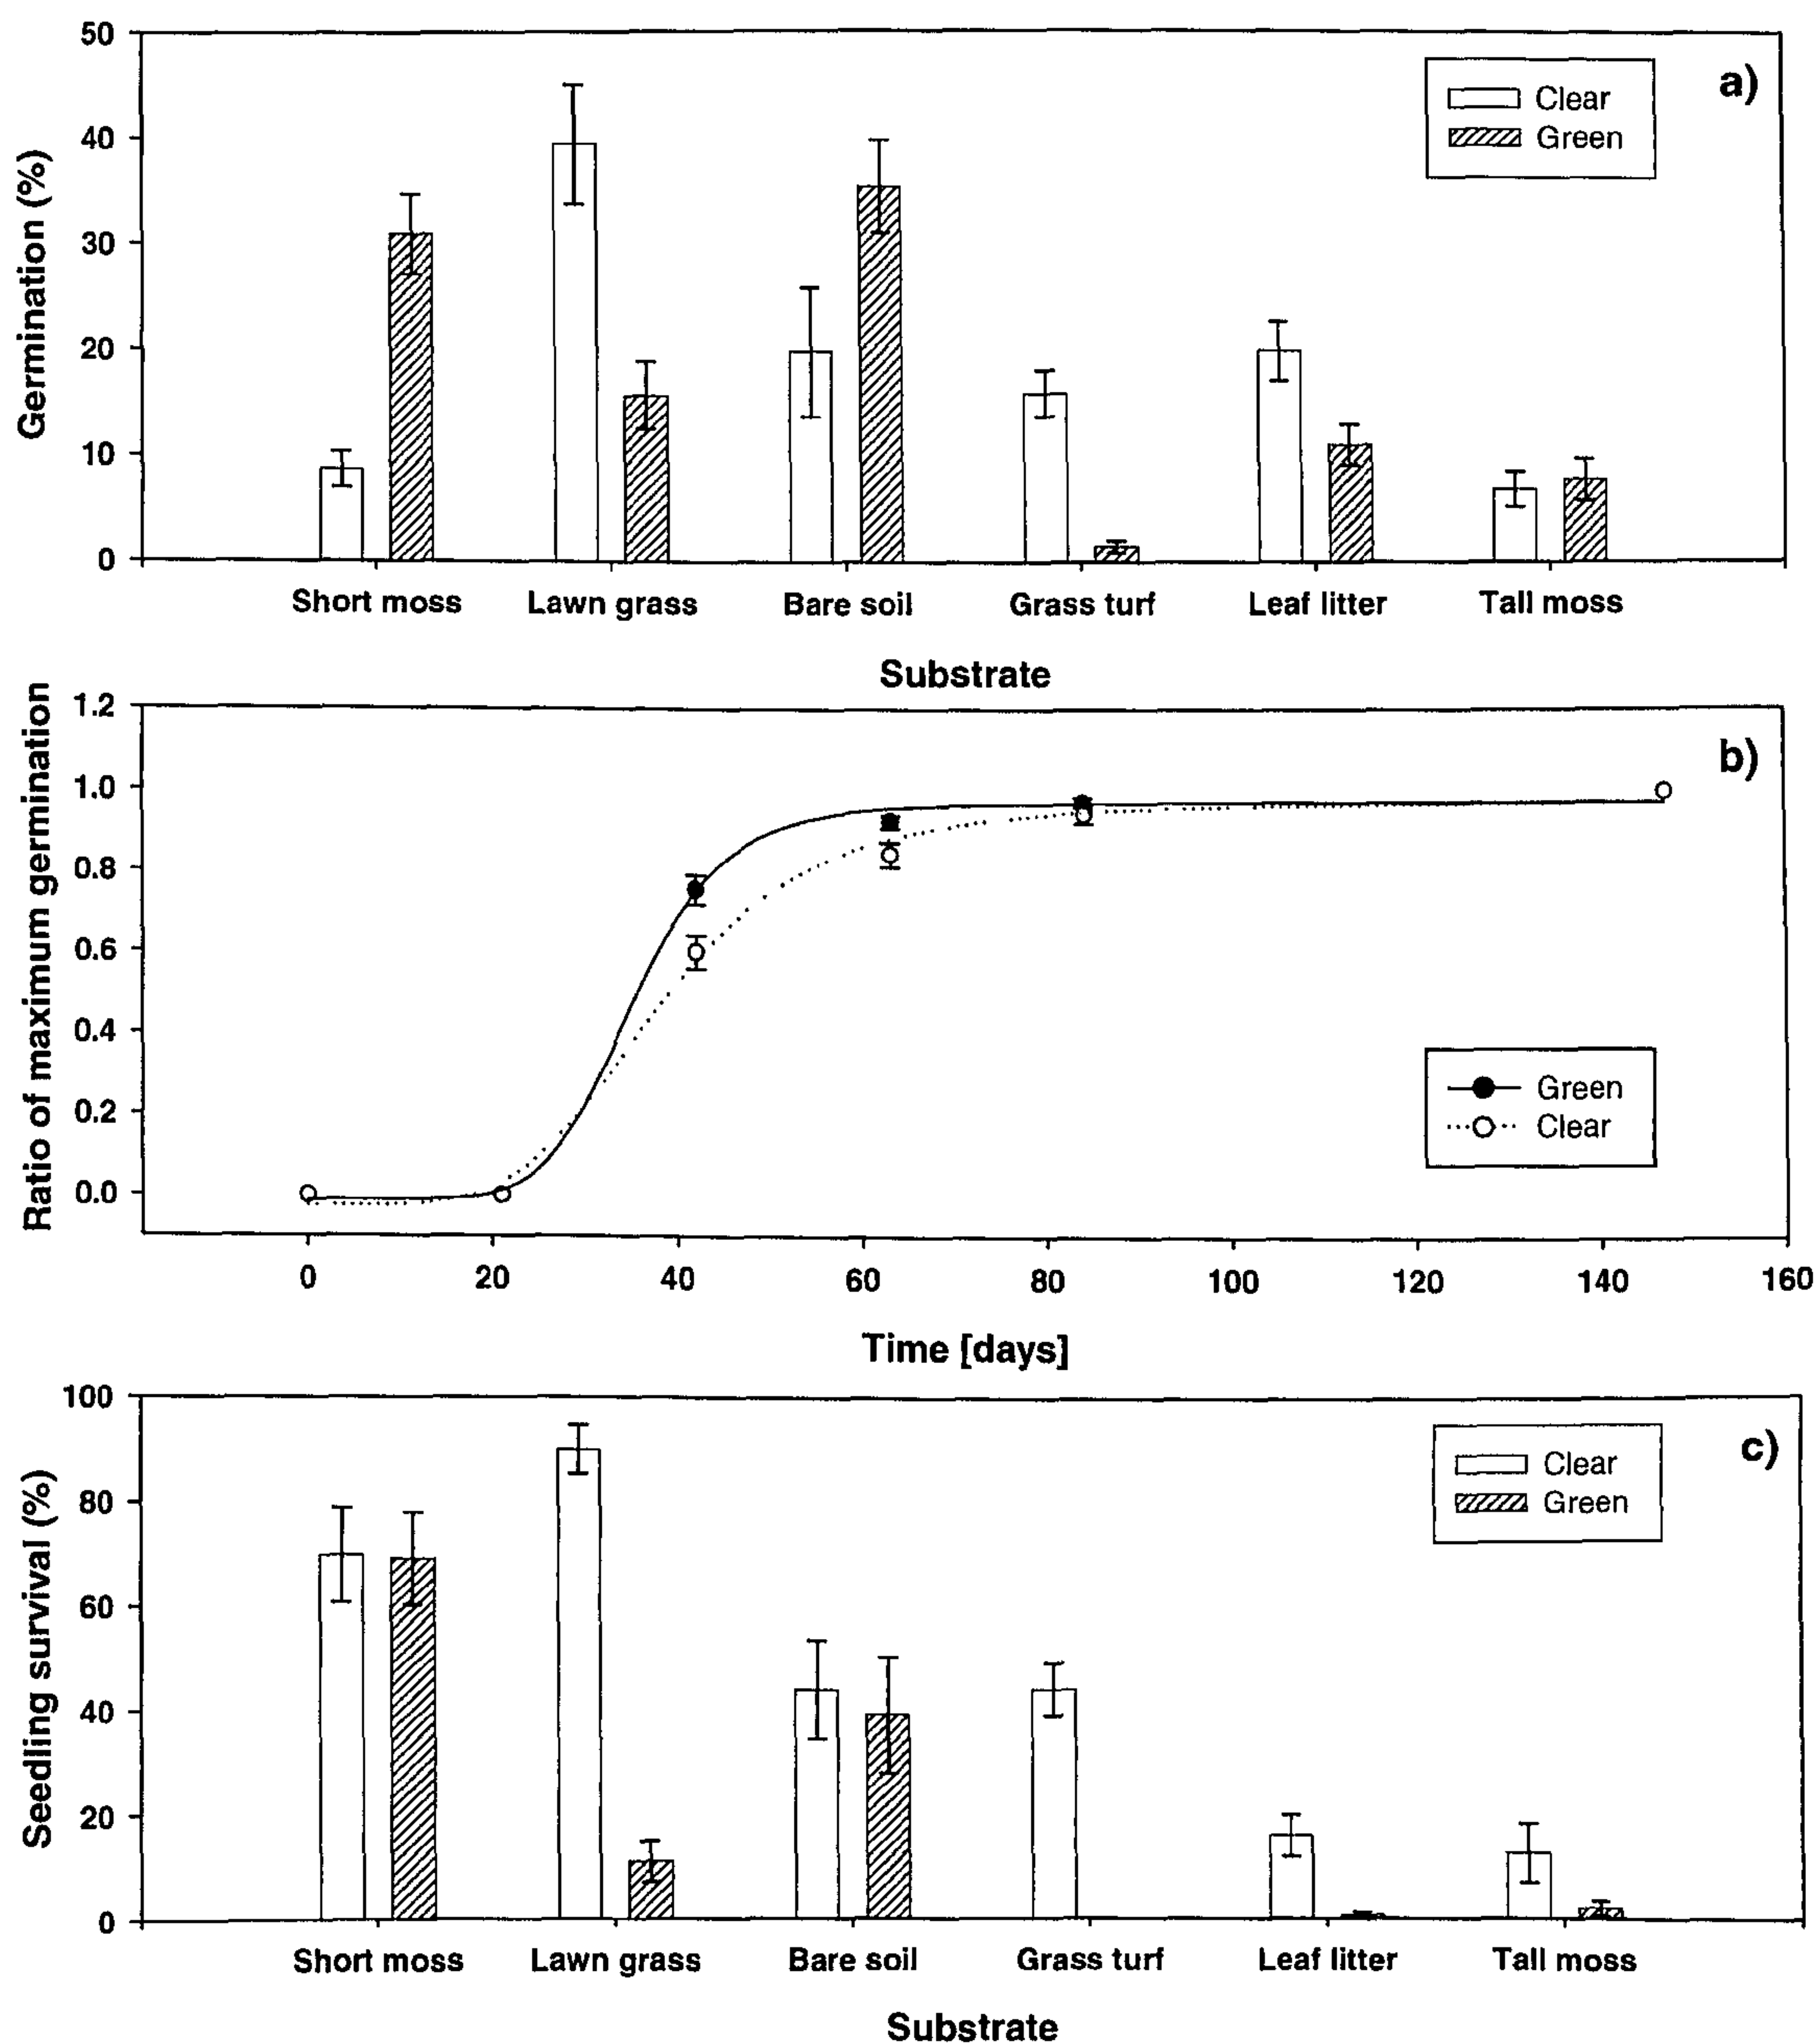 50
40
30
20
10
0
Germination (%)
a)
Clear
Green
Short moss Lawn grass Bare soil Grass turf Leaf litter Tall moss
Substrate
1.2
1.0
0.8
0.6
0.4
0.2
0.0
Ratio of maximum germination
b)
Green
Clear
0 20 40 60 80 100 120 140 160
Time [days]
100
80
60
40
20
0
Seedling survival (%)
c)
Clear
Green
Short moss Lawn grass Bare soil Grass turf Leaf litter Tall moss
Substrate